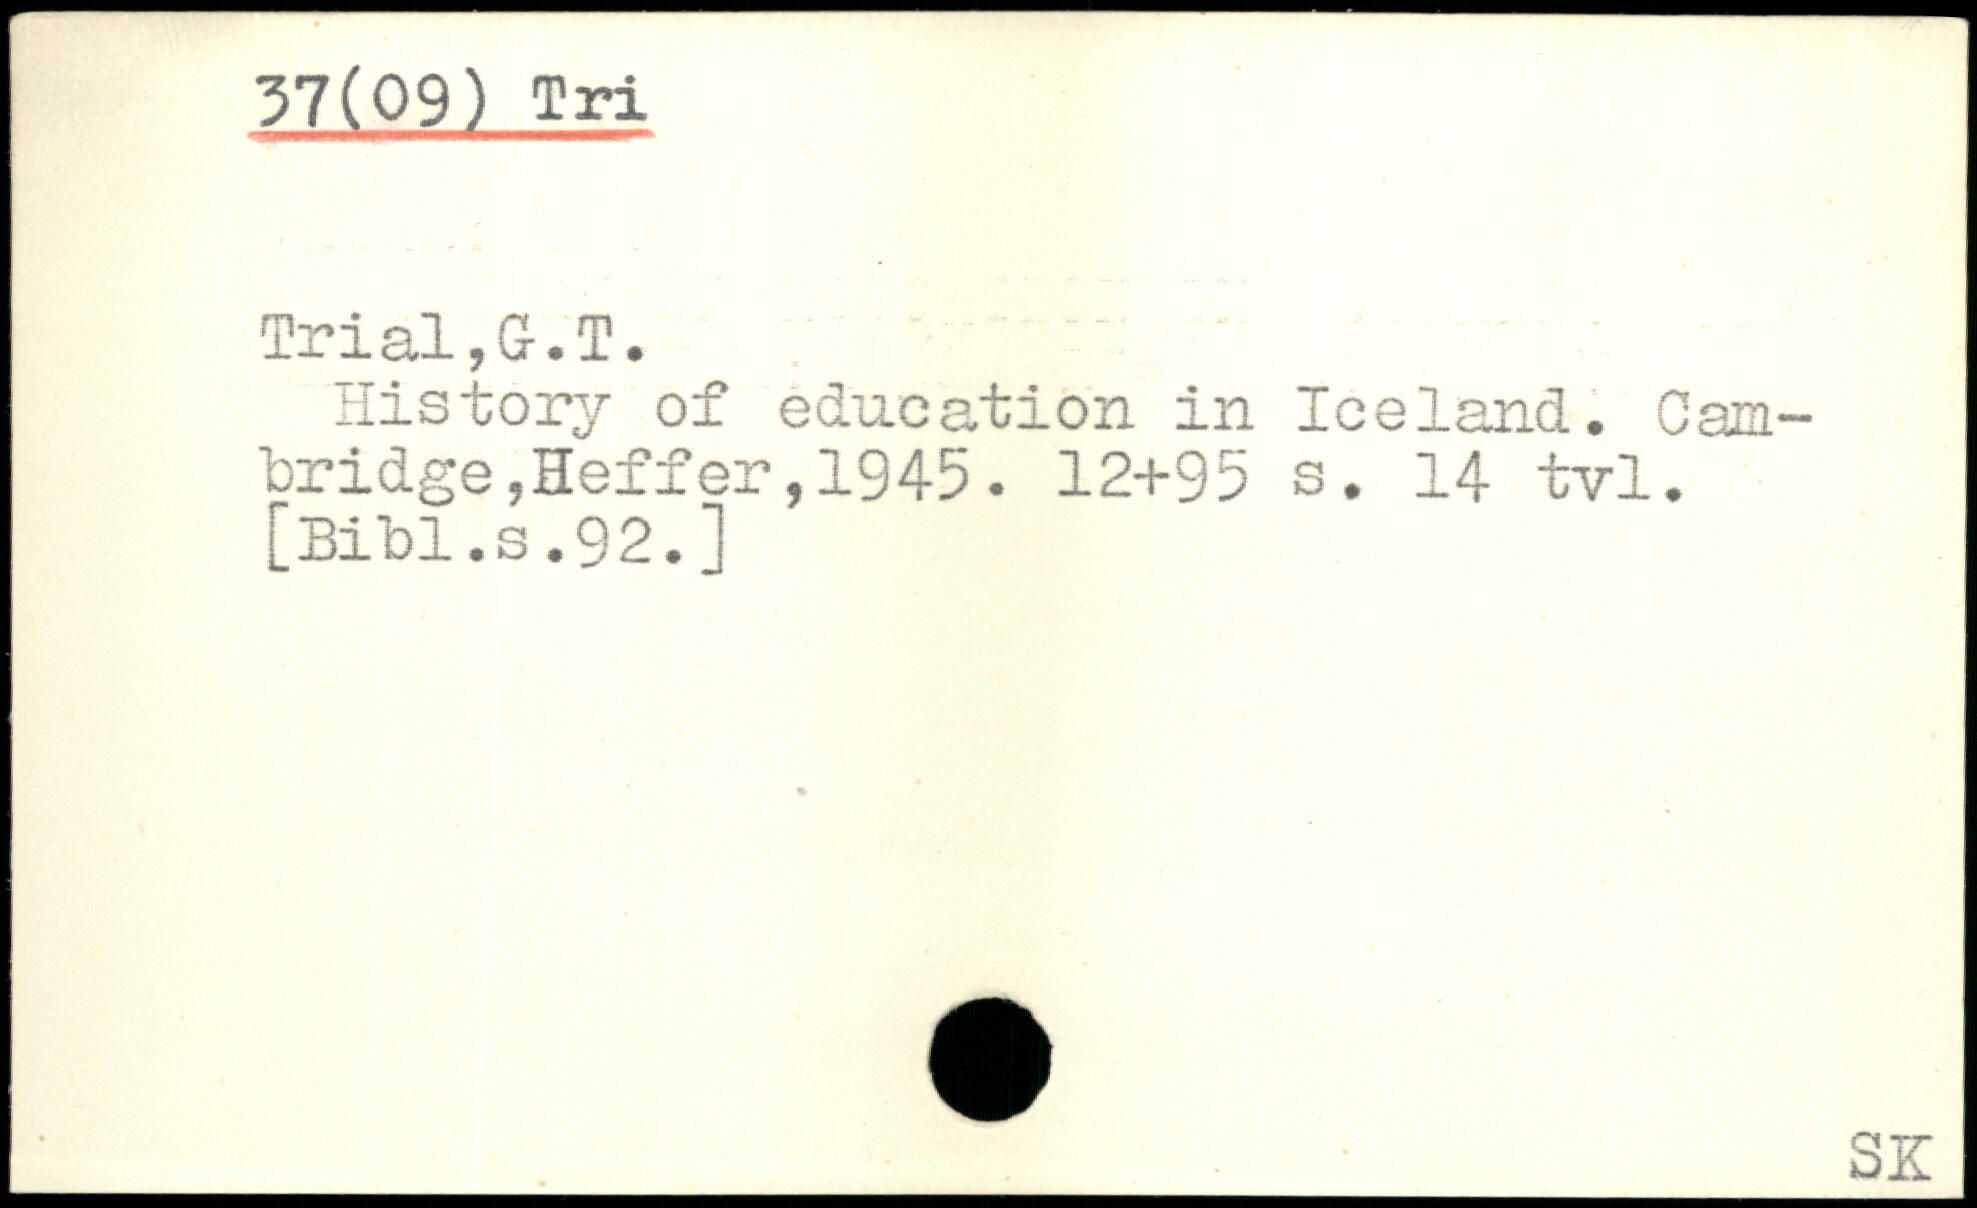 37(09) Tri
Trial,G.T.
History of education in Iceland. Cam-
bridge,Heffer,1945. 12+95 s. 14 tvl.
[Bibl.s.92.]
SK